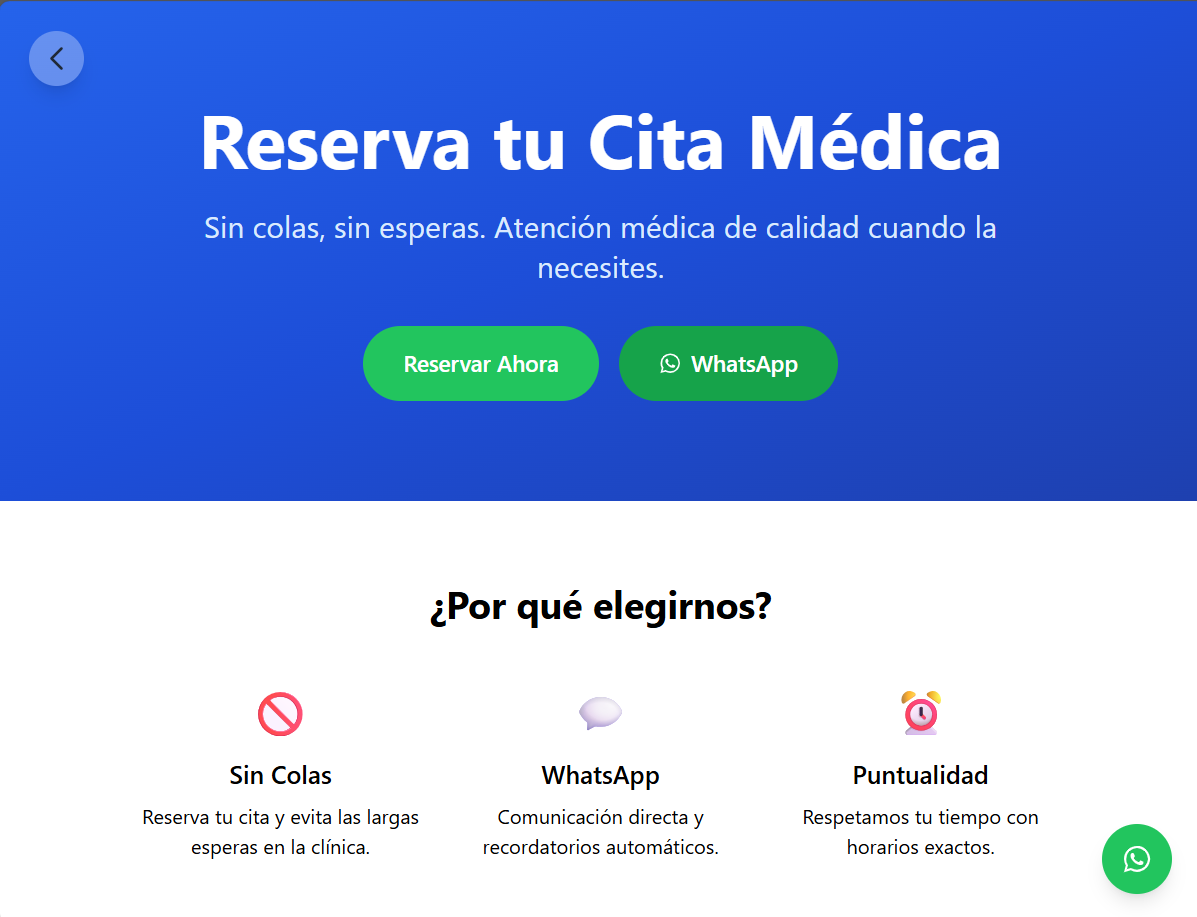 Reserva tu Cita Médica
Sin colas, sin esperas. Atención médica de calidad cuando la
necesites.
Reservar Ahora
WhatsApp
¿Por qué elegirnos?
Sin Colas
Reserva tu cita y evita las largas
esperas en la clínica.
WhatsApp
Comunicación directa y
recordatorios automáticos.
Puntualidad
Respetamos tu tiempo con
horarios exactos.